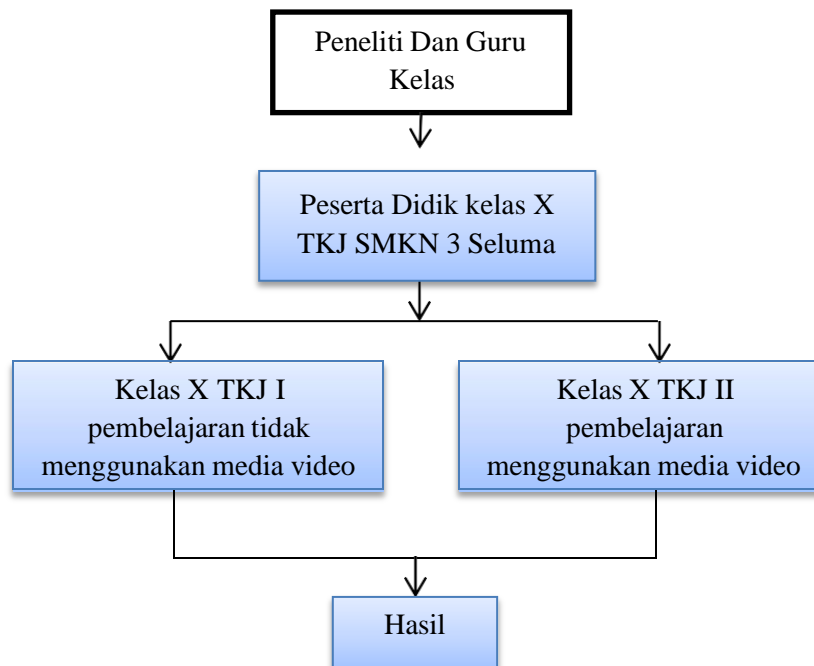 Peneliti Dan Guru
Kelas
Peserta Didik kelas X
TKJ SMKN 3 Seluma
Kelas X TKJ I
pembelajaran tidak
menggunakan media video
Kelas X TKJ II
pembelajaran
menggunakan media video
Hasil